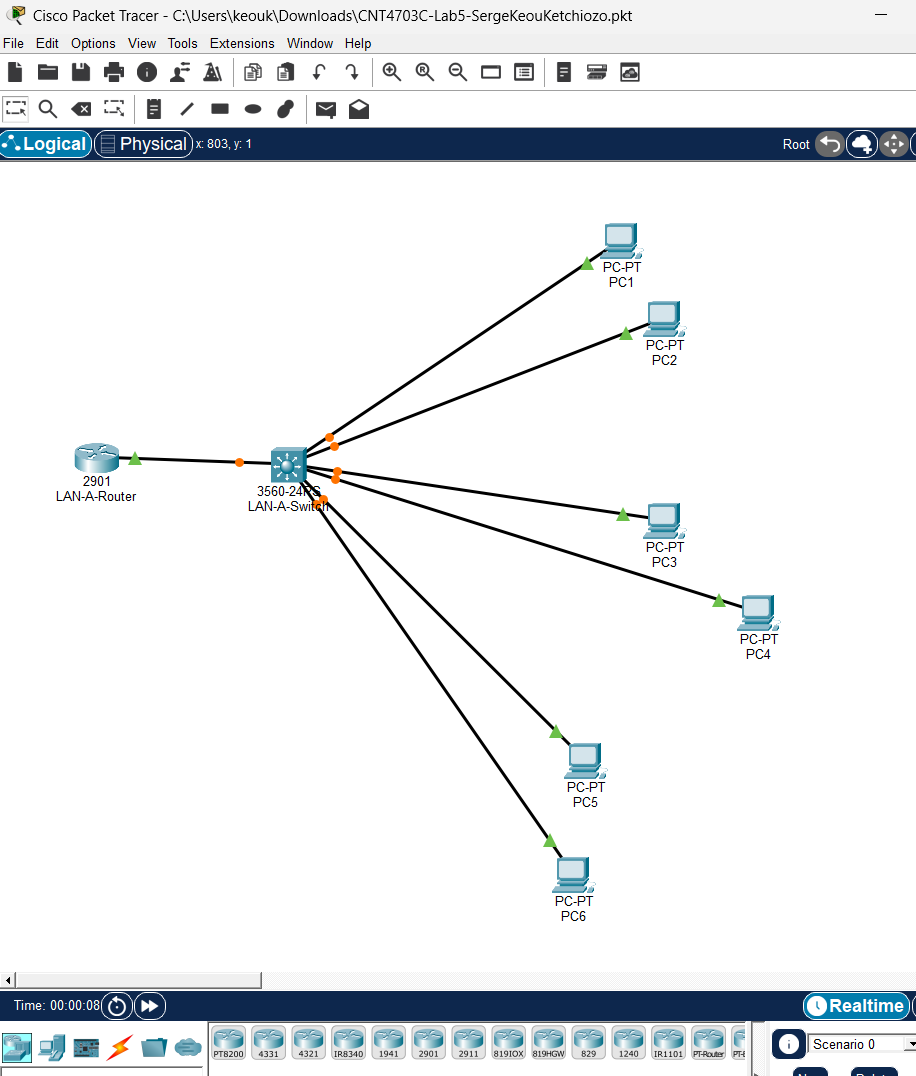 Cisco Packet Tracer - C:\Users\keouk\Downloads\CNT4703C-Lab5-SergeKeouKetchiozo.pkt
File Edit Options View Tools Extensions Window Help
Logical Physical x: 803, y: 1 Root
PC-PT
PC1
PC-PT
PC2
2901
LAN-A-Router
3560-24PS
LAN-A-Switch
PC-PT
PC3
PC-PT
PC4
PC-PT
PC5
PC-PT
PC6
Time: 00:00:08 Realtime
PT8200 4331 4321 IR8340 1941 2901 2911 819IOX 819HGW 829 1240 IR1101 PT-Router
Scenario 0